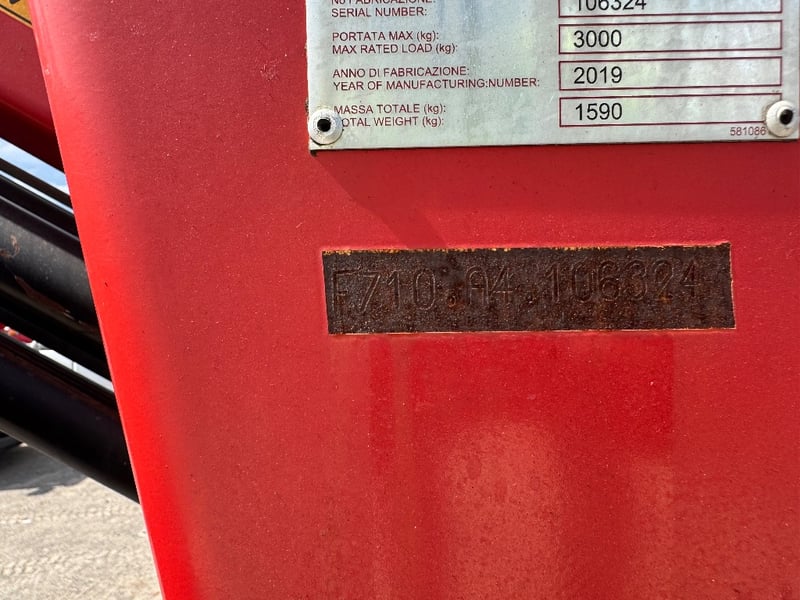 N° FABBRICAZIONE:
SERIAL NUMBER: 106324
PORTATA MAX (kg):
MAX RATED LOAD (kg): 3000
ANNO DI FABRICAZIONE:
YEAR OF MANUFACTURING:NUMBER: 2019
MASSA TOTALE (kg):
TOTAL WEIGHT (kg): 1590
581086
F710.A4.106324